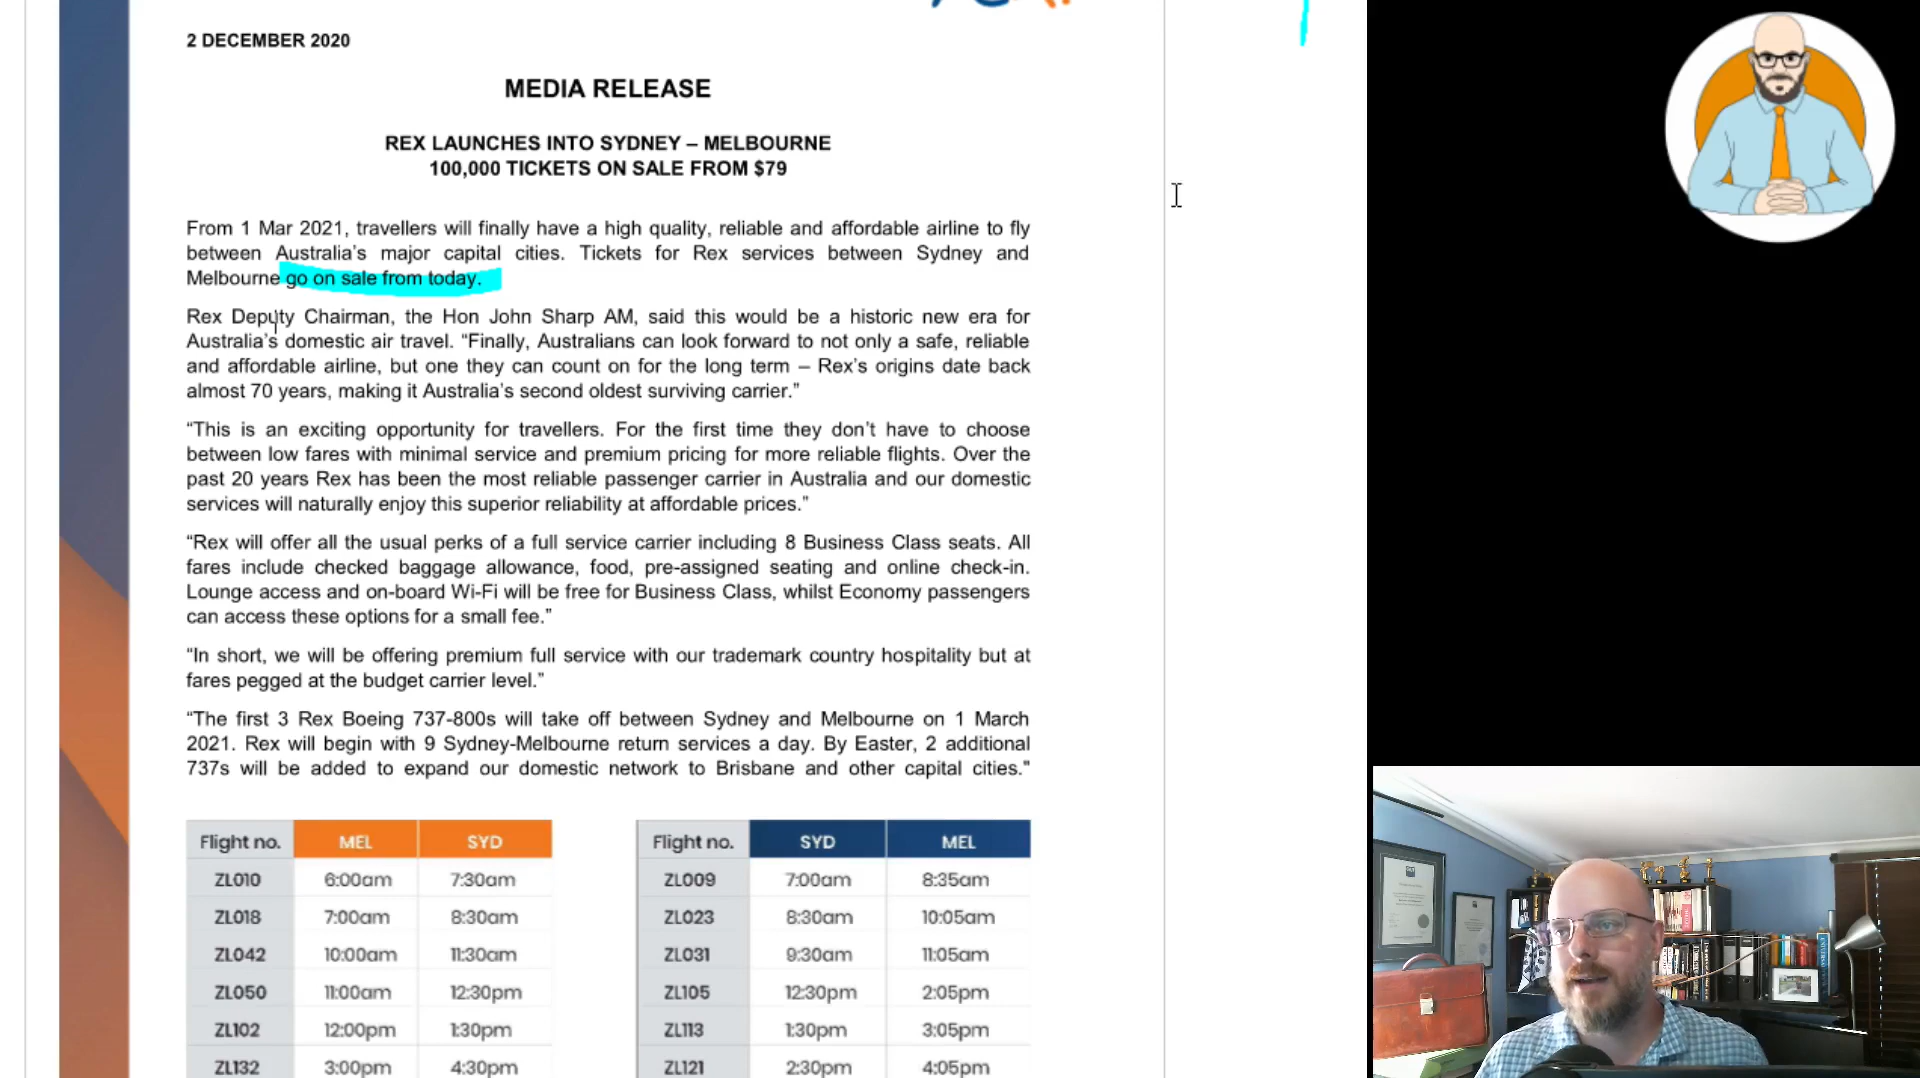 2 DECEMBER 2020
MEDIA RELEASE
REX LAUNCHES INTO SYDNEY – MELBOURNE
100,000 TICKETS ON SALE FROM $79
From 1 Mar 2021, travellers will finally have a high quality, reliable and affordable airline to fly
between Australia’s major capital cities. Tickets for Rex services between Sydney and
Melbourne go on sale from today.
Rex Deputy Chairman, the Hon John Sharp AM, said this would be a historic new era for
Australia’s domestic air travel. “Finally, Australians can look forward to not only a safe, reliable
and affordable airline, but one they can count on for the long term – Rex’s origins date back
almost 70 years, making it Australia’s second oldest surviving carrier.”
“This is an exciting opportunity for travellers. For the first time they don’t have to choose
between low fares with minimal service and premium pricing for more reliable flights. Over the
past 20 years Rex has been the most reliable passenger carrier in Australia and our domestic
services will naturally enjoy this superior reliability at affordable prices.”
“Rex will offer all the usual perks of a full service carrier including 8 Business Class seats. All
fares include checked baggage allowance, food, pre-assigned seating and online check-in.
Lounge access and on-board Wi-Fi will be free for Business Class, whilst Economy passengers
can access these options for a small fee.”
“In short, we will be offering premium full service with our trademark country hospitality but at
fares pegged at the budget carrier level.”
“The first 3 Rex Boeing 737-800s will take off between Sydney and Melbourne on 1 March
2021. Rex will begin with 9 Sydney-Melbourne return services a day. By Easter, 2 additional
737s will be added to expand our domestic network to Brisbane and other capital cities.”
Flight no. MEL SYD
ZL010 6:00am 7:30am
ZL018 7:00am 8:30am
ZL042 10:00am 11:30am
ZL050 11:00am 12:30pm
ZL102 12:00pm 1:30pm
ZL132 3:00pm 4:30pm
Flight no. SYD MEL
ZL009 7:00am 8:35am
ZL023 8:30am 10:05am
ZL031 9:30am 11:05am
ZL105 12:30pm 2:05pm
ZL113 1:30pm 3:05pm
ZL121 2:30pm 4:05pm